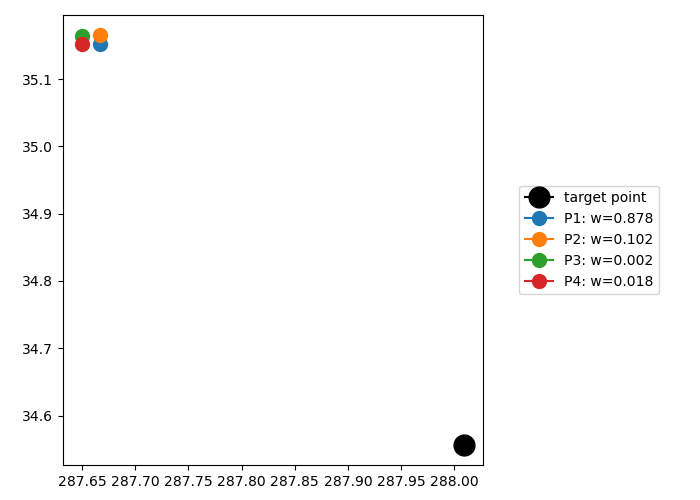 35.1
35.0
34.9
34.8
34.7
34.6
287.65 287.70 287.75 287.80 287.85 287.90 287.95 288.00
target point
P1: w=0.878
P2: w=0.102
P3: w=0.002
P4: w=0.018